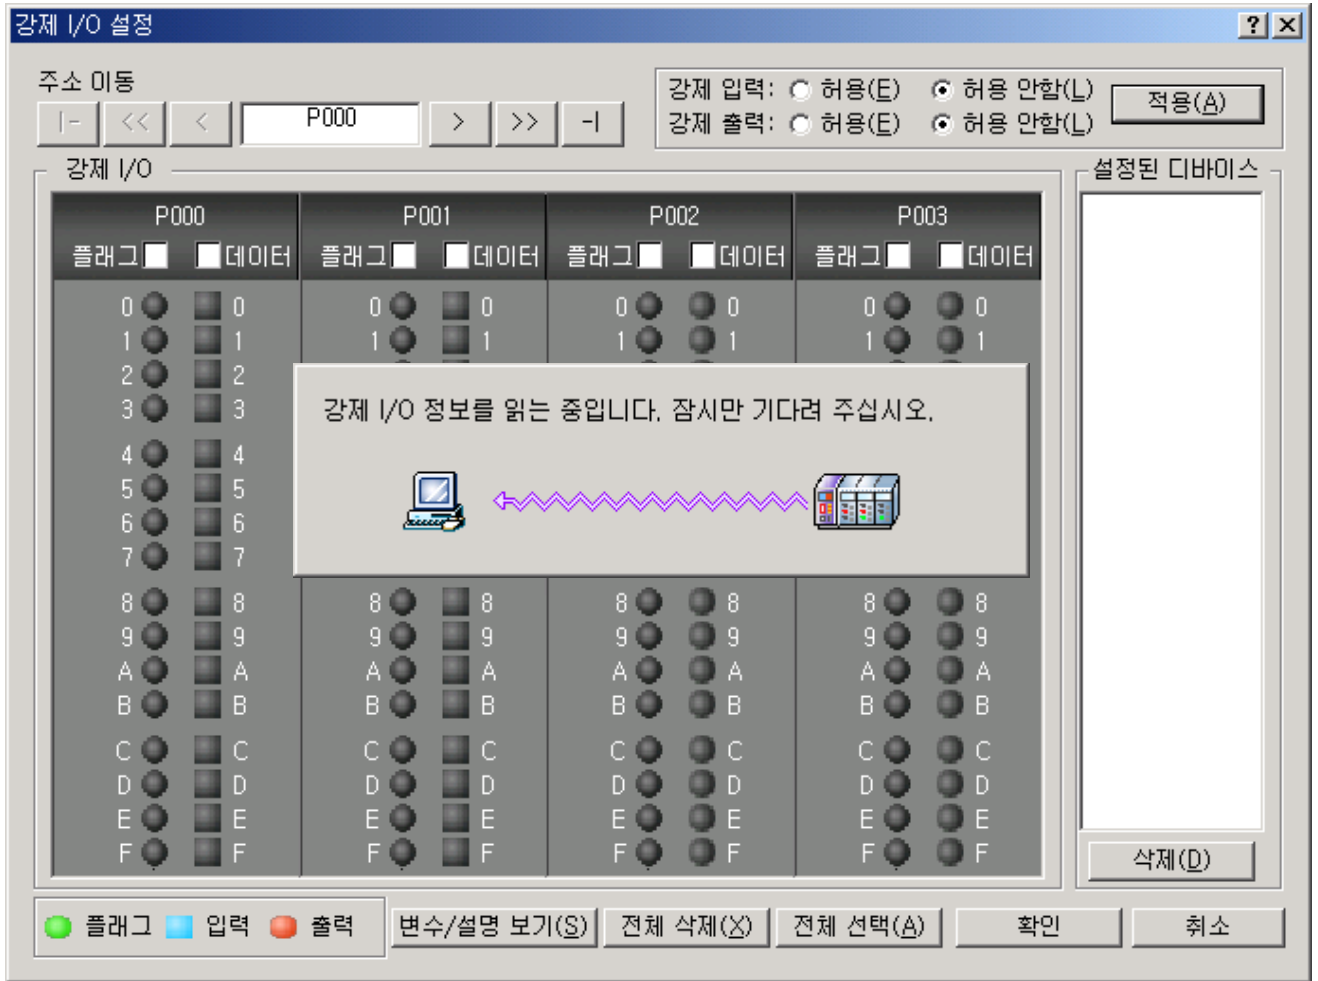 강제 I/O 설정
주소 이동
|- << < P000 > >> -|
강제 입력: 허용(E) 허용 안함(L)
강제 출력: 허용(E) 허용 안함(L)
적용(A)
강제 I/O
설정된 디바이스
P000 P001 P002 P003
플래그 데이터 플래그 데이터 플래그 데이터 플래그 데이터
0 0 0 0 0 0 0 0
1 1 1 1 1 1 1 1
2 2
3 3
강제 I/O 정보를 읽는 중입니다. 잠시만 기다려 주십시오.
4 4
5 5
6 6
7 7
8 8 8 8 8 8 8 8
9 9 9 9 9 9 9 9
A A A A A A A A
B B B B B B B B
C C C C C C C C
D D D D D D D D
E E E E E E E E
F F F F F F F F
삭제(D)
플래그 입력 출력
변수/설명 보기(S) 전체 삭제(X) 전체 선택(A) 확인 취소